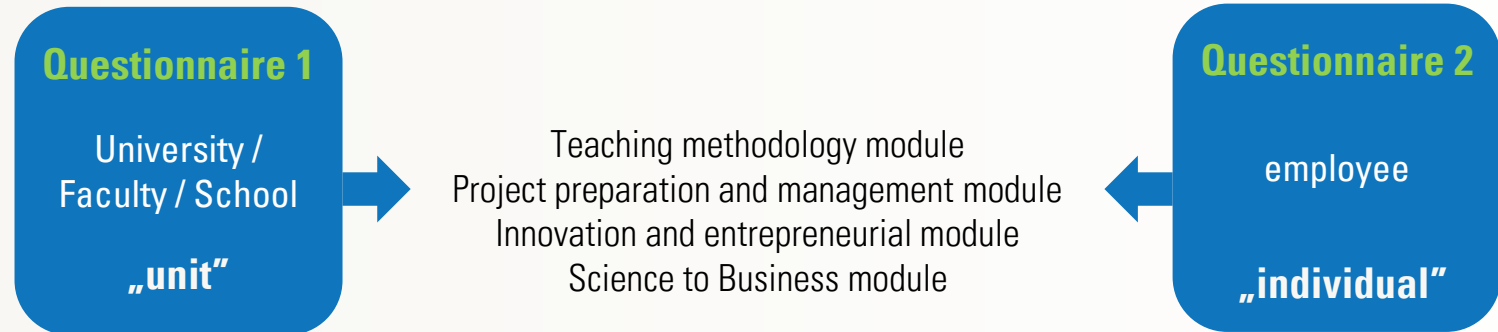 Questionnaire 1
University /
Faculty / School
„unit”
Teaching methodology module
Project preparation and management module
Innovation and entrepreneurial module
Science to Business module
Questionnaire 2
employee
„individual”